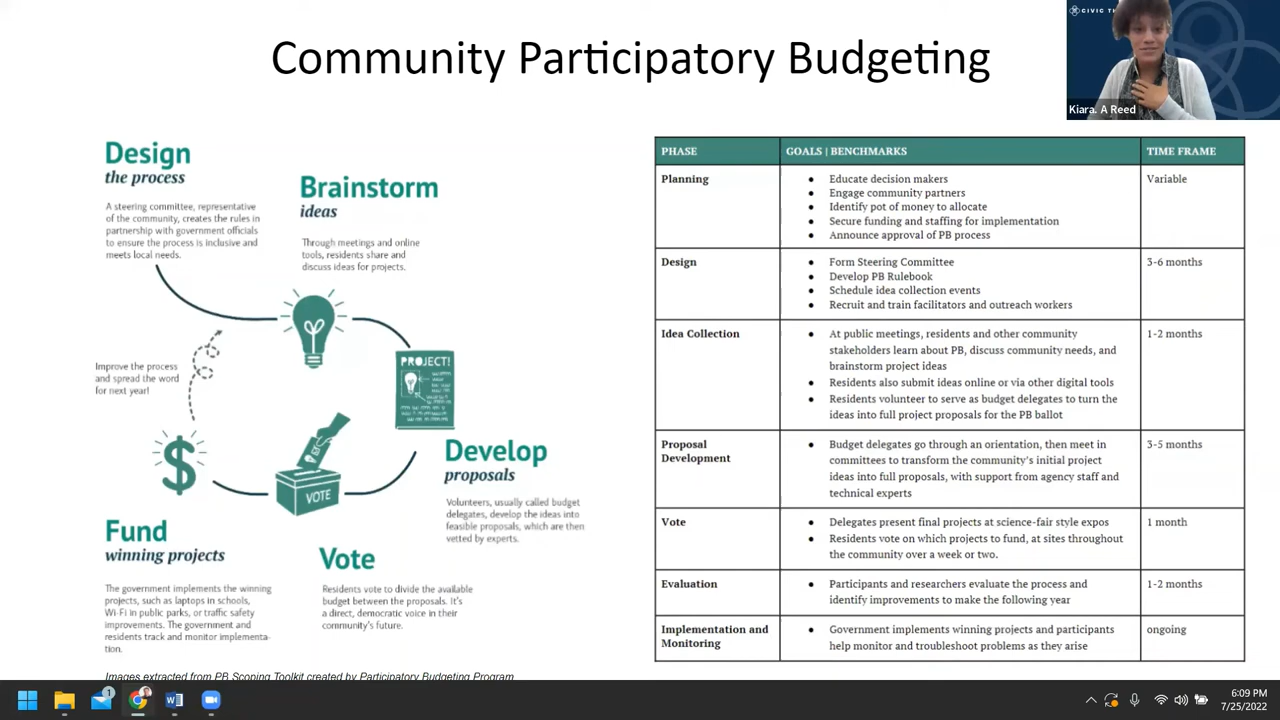 Community Participatory Budgeting
CIVIC
Kiara. A Reed
Design
the process
A steering committee, representative
of the community, creates the rules in
partnership with government officials
to ensure the process is inclusive and
meets local needs.
Brainstorm
ideas
Through meetings and online
tools, residents share and
discuss ideas for projects.
PROJECT!
Improve the process
and spread the word
for next year!
Develop
proposals
Volunteers, usually called budget
delegates, develop the ideas into
feasible proposals, which are then
vetted by experts.
VOTE
Vote
Residents vote to divide the available
budget between the proposals. It's
a direct, democratic voice in their
community's future.
$
Fund
winning projects
The government implements the winning
projects, such as laptops in schools,
Wi-Fi in public parks, or traffic safety
improvements. The government and
residents track and monitor implementa-
tion.
Images extracted from PB Scoping Toolkit created by Participatory Budgeting Program
PHASE GOALS | BENCHMARKS TIME FRAME
Planning • Educate decision makers Variable
• Engage community partners
• Identify pot of money to allocate
• Secure funding and staffing for implementation
• Announce approval of PB process
Design • Form Steering Committee 3-6 months
• Develop PB Rulebook
• Schedule idea collection events
• Recruit and train facilitators and outreach workers
Idea Collection • At public meetings, residents and other community 1-2 months
stakeholders learn about PB, discuss community needs, and
brainstorm project ideas
• Residents also submit ideas online or via other digital tools
• Residents volunteer to serve as budget delegates to turn the
ideas into full project proposals for the PB ballot
Proposal • Budget delegates go through an orientation, then meet in 3-5 months
Development committees to transform the community's initial project
ideas into full proposals, with support from agency staff and
technical experts
Vote • Delegates present final projects at science-fair style expos 1 month
• Residents vote on which projects to fund, at sites throughout
the community over a week or two.
Evaluation • Participants and researchers evaluate the process and 1-2 months
identify improvements to make the following year
Implementation and • Government implements winning projects and participants ongoing
Monitoring help monitor and troubleshoot problems as they arise
1
6:09 PM
7/25/2022